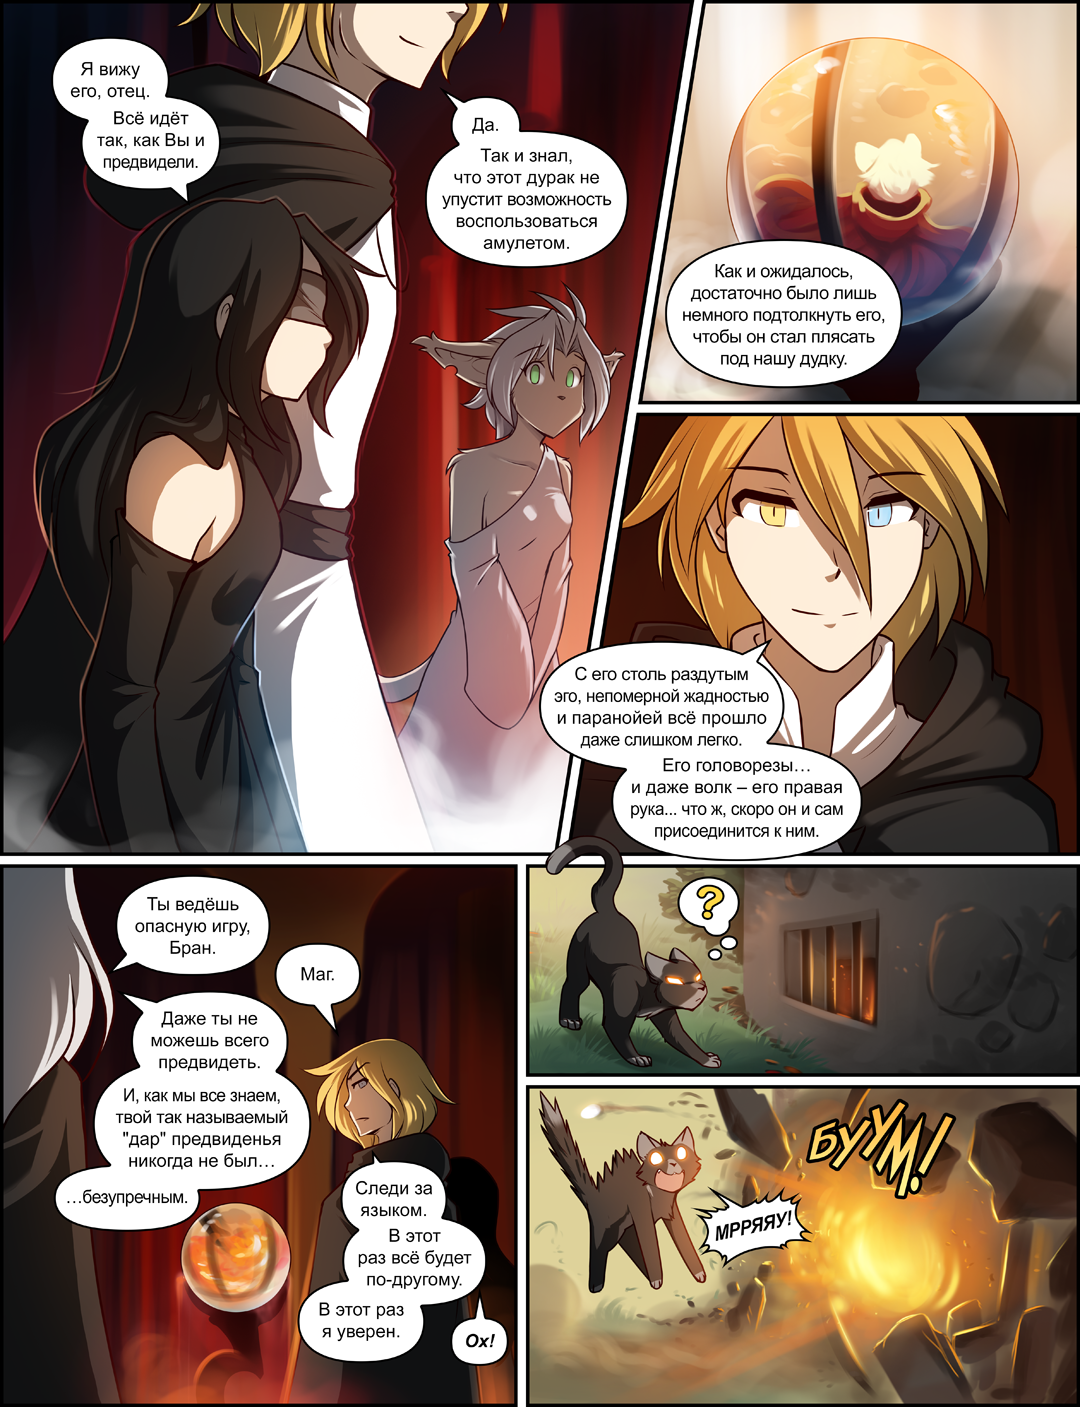 Я вижу
его, отец.
Всё идёт
так, как Вы и
предвидели.
Да.
Так и знал,
что этот дурак не
упустит возможность
воспользоваться
амулетом.
Как и ожидалось,
достаточно было лишь
немного подтолкнуть его,
чтобы он стал плясать
под нашу дудку.
С его столь раздутым
эго, непомерной жадностью
и паранойей всё прошло
даже слишком легко.
Его головорезы...
и даже волк – его правая
рука... что ж, скоро он и сам
присоединится к ним.
Ты ведёшь
опасную игру,
Бран.
Даже ты не
можешь всего
предвидеть.
И, как мы все знаем,
твой так называемый
"дар" предвиденья
никогда не был...
...безупречным.
Маг.
Следи за
языком.
В этот
раз всё будет
по-другому.
В этот раз
я уверен.
Ох!
?
БУУМ!
МРРЯЯУ!